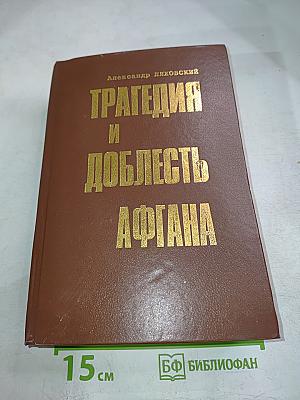 Александр ЛЯХОВСКИЙ
ТРАГЕДИЯ
И
ДОБЛЕСТЬ
АФГАНА
15 см
БФ БИБЛИОФАН